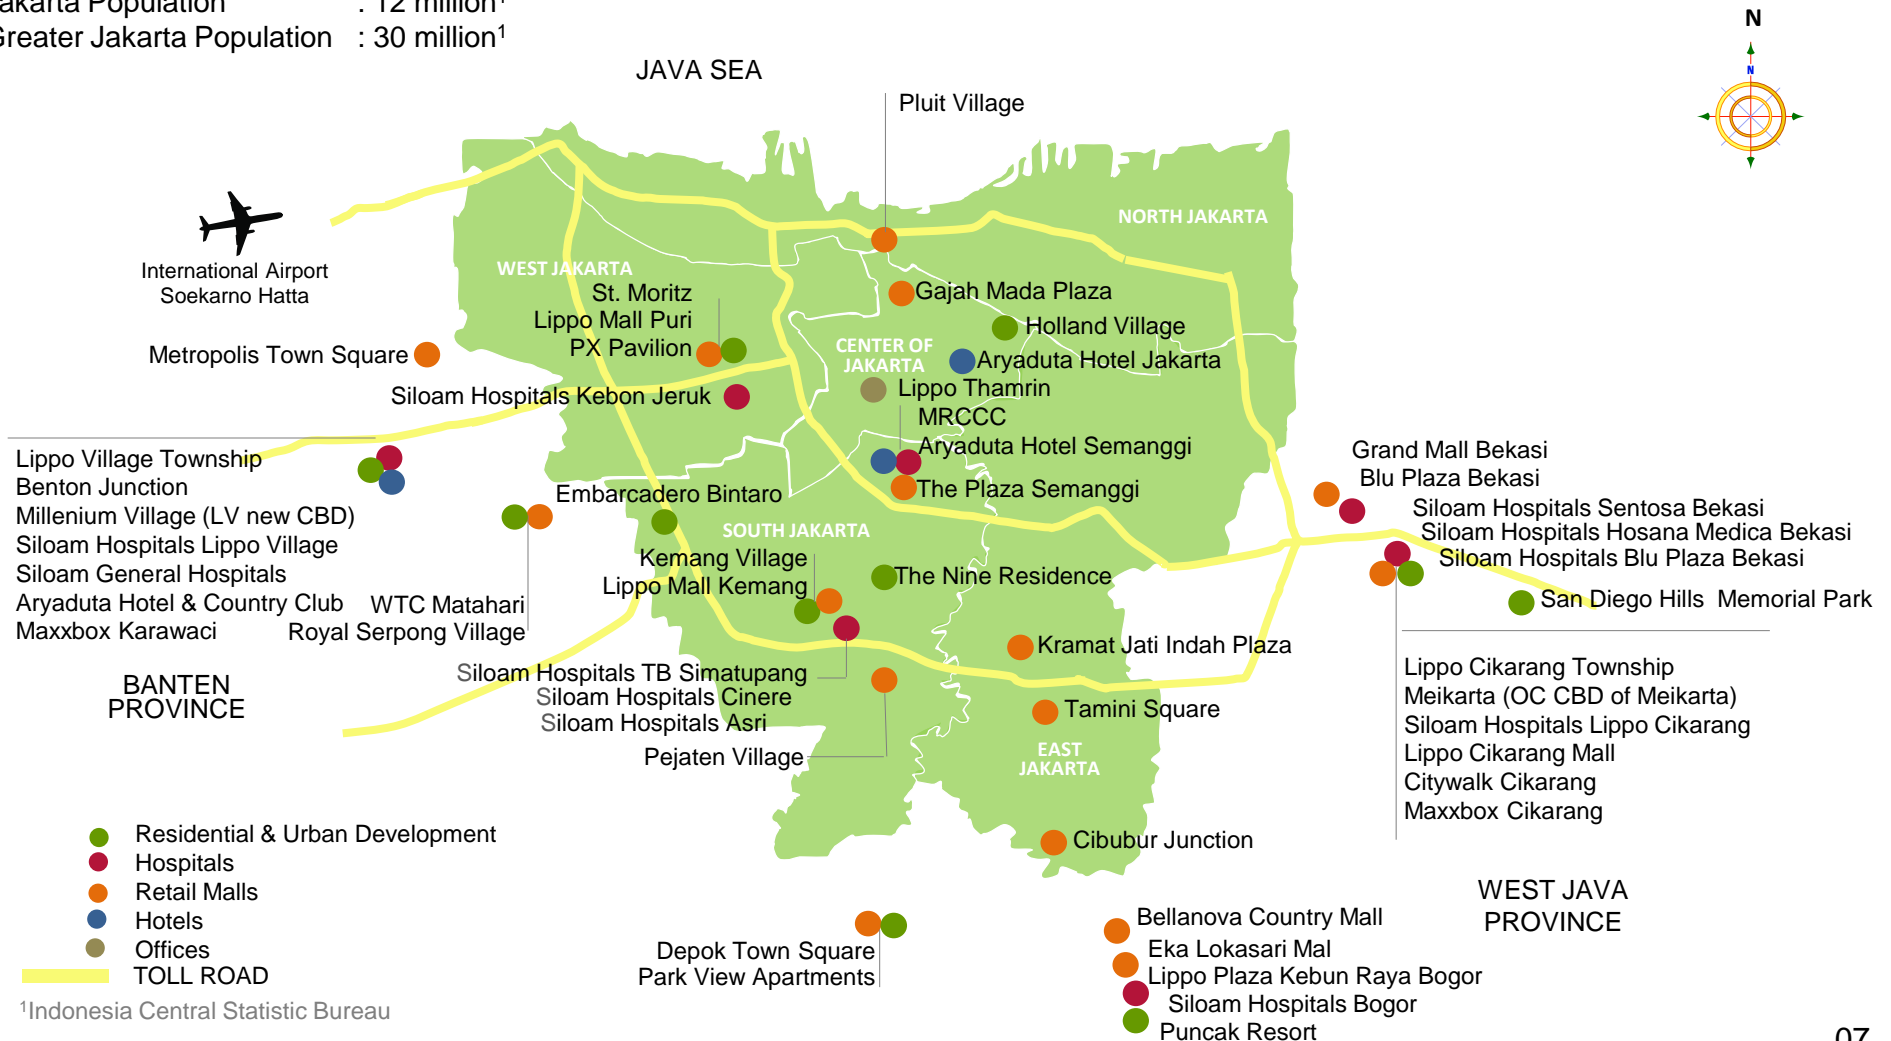 Jakarta Population : 12 million¹
Greater Jakarta Population : 30 million¹
N
N
JAVA SEA
Pluit Village
NORTH JAKARTA
WEST JAKARTA
International Airport
Soekarno Hatta
St. Moritz
Lippo Mall Puri
PX Pavilion
Gajah Mada Plaza
Holland Village
CENTER OF
JAKARTA
Aryaduta Hotel Jakarta
Metropolis Town Square
Siloam Hospitals Kebon Jeruk
Lippo Thamrin
MRCCC
Aryaduta Hotel Semanggi
The Plaza Semanggi
Lippo Village Township
Benton Junction
Millenium Village (LV new CBD)
Siloam Hospitals Lippo Village
Siloam General Hospitals
Aryaduta Hotel & Country Club
Maxxbox Karawaci
WTC Matahari
Royal Serpong Village
Embarcadero Bintaro
SOUTH JAKARTA
Kemang Village
Lippo Mall Kemang
The Nine Residence
Grand Mall Bekasi
Blu Plaza Bekasi
Siloam Hospitals Sentosa Bekasi
Siloam Hospitals Hosana Medica Bekasi
Siloam Hospitals Blu Plaza Bekasi
San Diego Hills Memorial Park
Kramat Jati Indah Plaza
Siloam Hospitals TB Simatupang
Siloam Hospitals Cinere
Siloam Hospitals Asri
Pejaten Village
Tamini Square
EAST
JAKARTA
Cibubur Junction
Lippo Cikarang Township
Meikarta (OC CBD of Meikarta)
Siloam Hospitals Lippo Cikarang
Lippo Cikarang Mall
Citywalk Cikarang
Maxxbox Cikarang
BANTEN
PROVINCE
WEST JAVA
PROVINCE
Residential & Urban Development
Hospitals
Retail Malls
Hotels
Offices
TOLL ROAD
¹Indonesia Central Statistic Bureau
Depok Town Square
Park View Apartments
Bellanova Country Mall
Eka Lokasari Mal
Lippo Plaza Kebun Raya Bogor
Siloam Hospitals Bogor
Puncak Resort
07